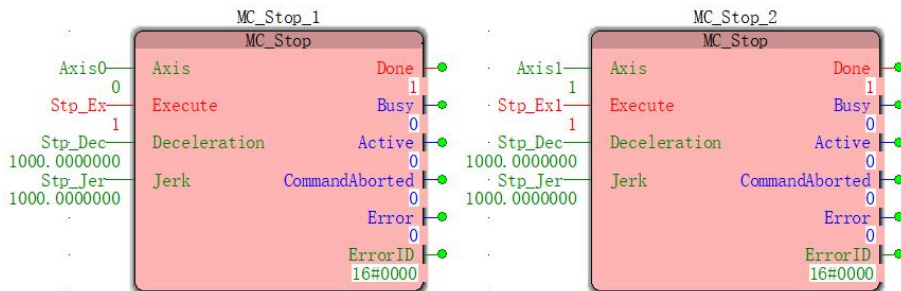 MC_Stop_1 MC_Stop_2
MC_Stop MC_Stop
Axis0 Axis Done Axis1 Axis Done
0 1 1 1
Stp_Ex Execute Busy Stp_Ex1 Execute Busy
1 0 1 0
Stp_Dec Deceleration Active Stp_Dec Deceleration Active
1000.0000000 0 1000.0000000 0
Stp_Jer Jerk CommandAborted Stp_Jer Jerk CommandAborted
1000.0000000 0 1000.0000000 0
Error Error
0 0
ErrorID ErrorID
16#0000 16#0000